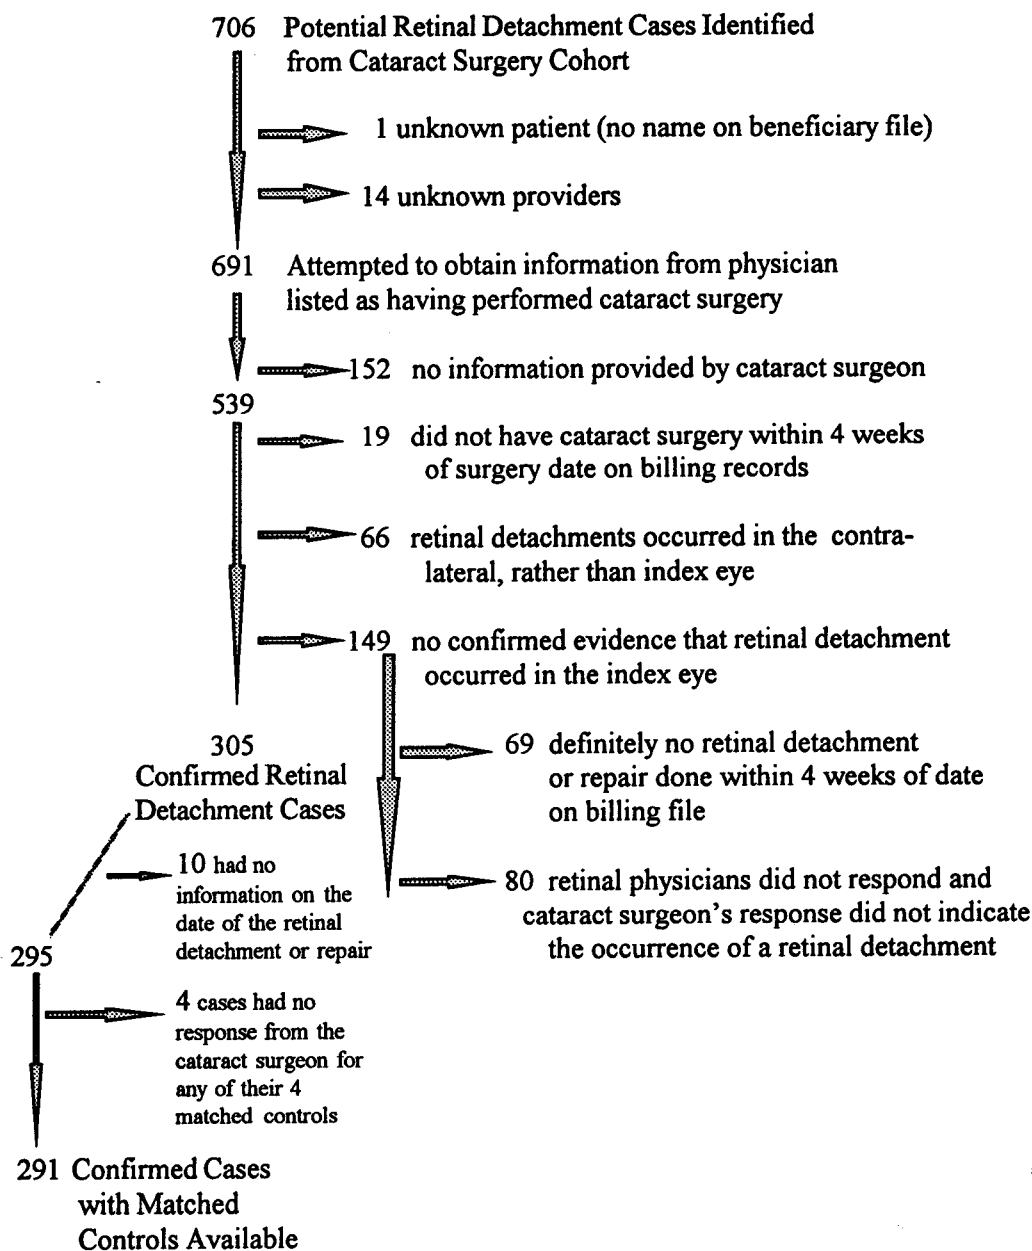 706 Potential Retinal Detachment Cases Identified
from Cataract Surgery Cohort
1 unknown patient (no name on beneficiary file)
14 unknown providers
691 Attempted to obtain information from physician
listed as having performed cataract surgery
152 no information provided by cataract surgeon
539
19 did not have cataract surgery within 4 weeks
of surgery date on billing records
66 retinal detachments occurred in the contra-
lateral, rather than index eye
149 no confirmed evidence that retinal detachment
occurred in the index eye
305
Confirmed Retinal
Detachment Cases
69 definitely no retinal detachment
or repair done within 4 weeks of date
on billing file
10 had no
information on the
date of the retinal
detachment or repair
80 retinal physicians did not respond and
cataract surgeon's response did not indicate
the occurrence of a retinal detachment
295
4 cases had no
response from the
cataract surgeon for
any of their 4
matched controls
291 Confirmed Cases
with Matched
Controls Available